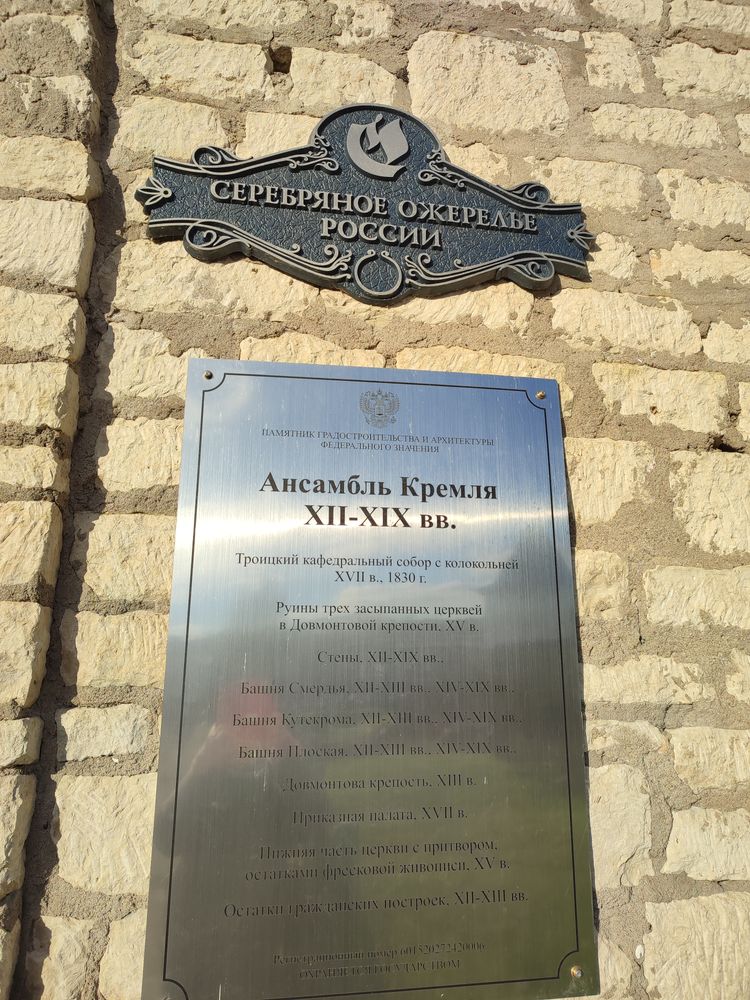 СЕРЕБРЯНОЕ ОЖЕРЕЛЬЕ
РОССИИ
ПАМЯТНИК ГРАДОСТРОИТЕЛЬСТВА И АРХИТЕКТУРЫ
ФЕДЕРАЛЬНОГО ЗНАЧЕНИЯ
Ансамбль Кремля
XII-XIX вв.
Троицкий кафедральный собор с колокольней
XVII в., 1830 г.
Руины трех засыпанных церквей
в Довмонтовой крепости, XV в.
Стены, XII-XIX вв.,
Башня Смердья, XII-XIII вв., XIV-XIX вв.,
Башня Кутекрома, XII-XIII вв., XIV-XIX вв.,
Башня Плоская, XII-XIII вв., XIV-XIX вв.,
Довмонтова крепость, XIII в.
Приказная палата, XVII в.
Нижняя часть церкви с притвором,
остатками фресковой живописи, XV в.
Остатки гражданских построек, XII-XIII вв.
Регистрационный номер 601520272420006
ОХРАНЯЕТСЯ ГОСУДАРСТВОМ